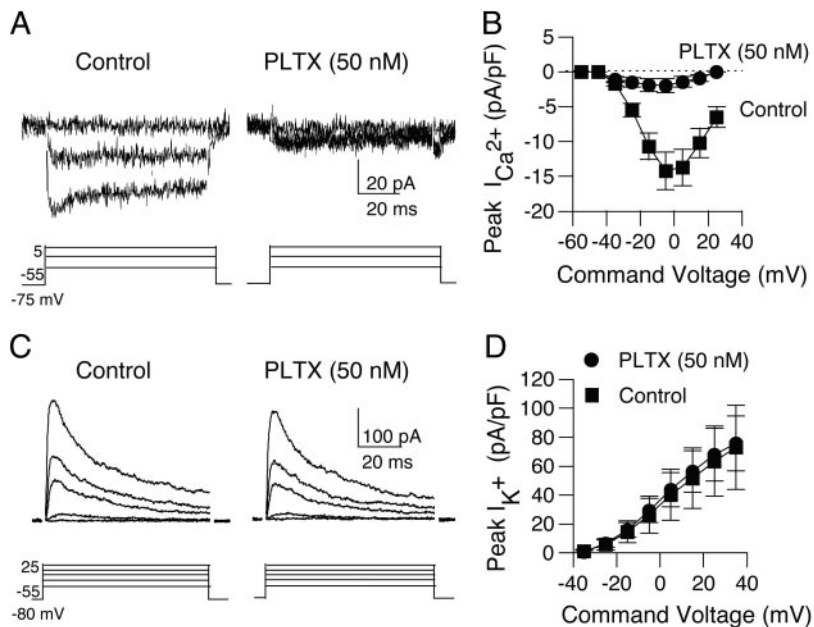 A
Control
PLTX (50 nM)
20 pA
20 ms
5
-55
-75 mV
B
5
0
-5
-10
-15
-20
Peak ICa2+ (pA/pF)
PLTX (50 nM)
Control
-60 -40 -20 0 20 40
Command Voltage (mV)
C
Control
PLTX (50 nM)
100 pA
20 ms
25
-55
-80 mV
D
PLTX (50 nM)
Control
120
100
80
60
40
20
0
Peak IK+ (pA/pF)
-40 -20 0 20 40
Command Voltage (mV)